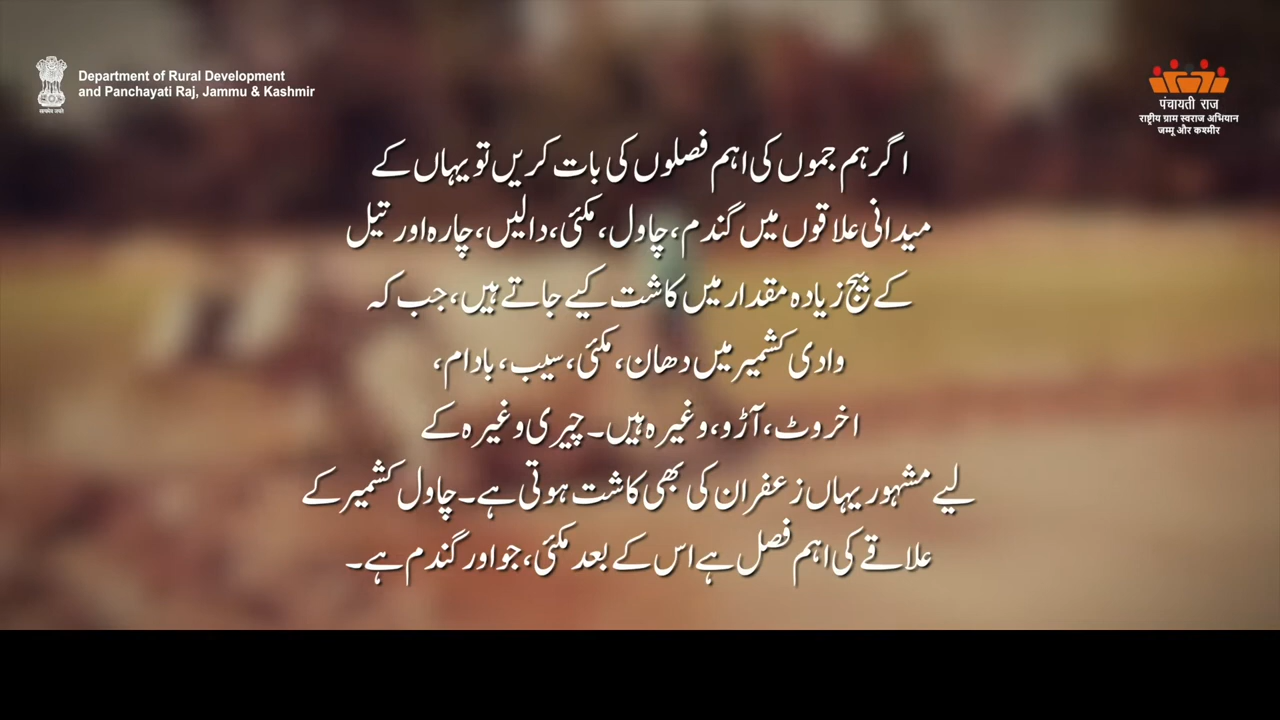 Department of Rural Development
and Panchayati Raj, Jammu & Kashmir
सत्यमेव जयते
पंचायती राज
राष्ट्रीय ग्राम स्वराज अभियान
जम्मू और कश्मीर
اگر ہم جموں کی اہم فصلوں کی بات کریں تو یہاں کے
میدانی علاقوں میں گندم، چاول، مکئی، دالیں، چارہ اور تیل
کے بیج زیادہ مقدار میں کاشت کیے جاتے ہیں، جب کہ
وادی کشمیر میں دھان، مکئی، سیب، بادام،
اخروٹ، آڑو، وغیرہ ہیں۔ چیری وغیرہ کے
لیے مشہور یہاں زعفران کی بھی کاشت ہوتی ہے۔ چاول کشمیر کے
علاقے کی اہم فصل ہے اس کے بعد مکئی، جو اور گندم ہے۔